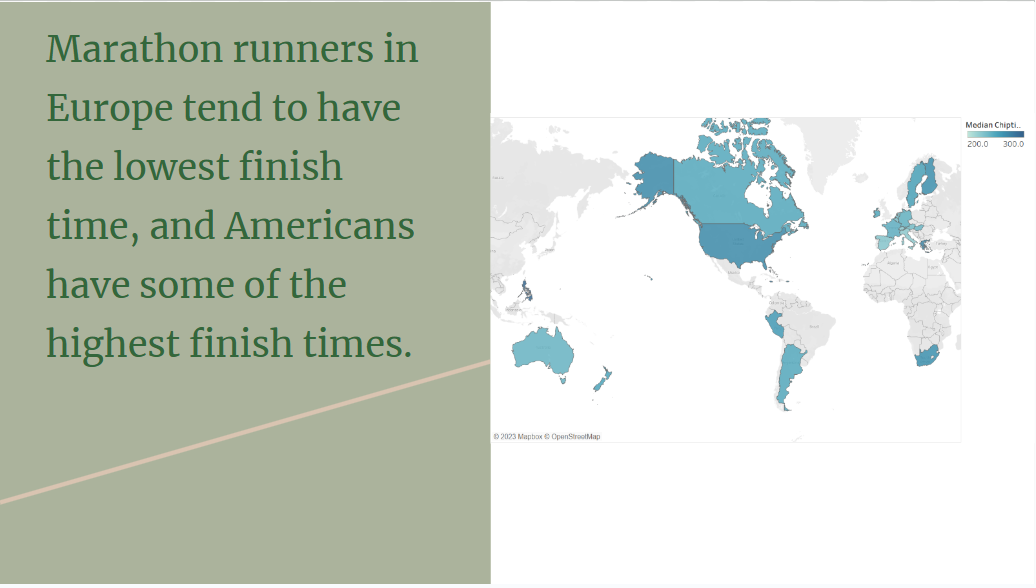 Marathon runners in
Europe tend to have
the lowest finish
time, and Americans
have some of the
highest finish times.
Median Chipti..
200.0 300.0
© 2023 Mapbox © OpenStreetMap